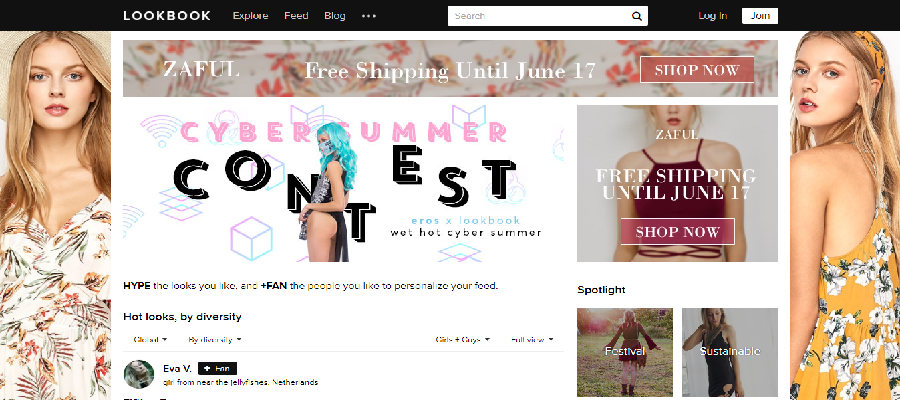 LOOKBOOK Explore Feed Blog Search Log In Join
ZAFUL Free Shipping Until June 17 SHOP NOW
CYBER SUMMER
CONTEST
eros x lookbook
wet hot cyber summer
ZAFUL
FREE SHIPPING
UNTIL JUNE 17
SHOP NOW
HYPE the looks you like, and +FAN the people you like to personalize your feed.
Spotlight
Hot looks, by diversity
Global By diversity Girls + Guys Full view
Festival Sustainable
Eva V. + Fan
girl from near the jellyfishes, Netherlands